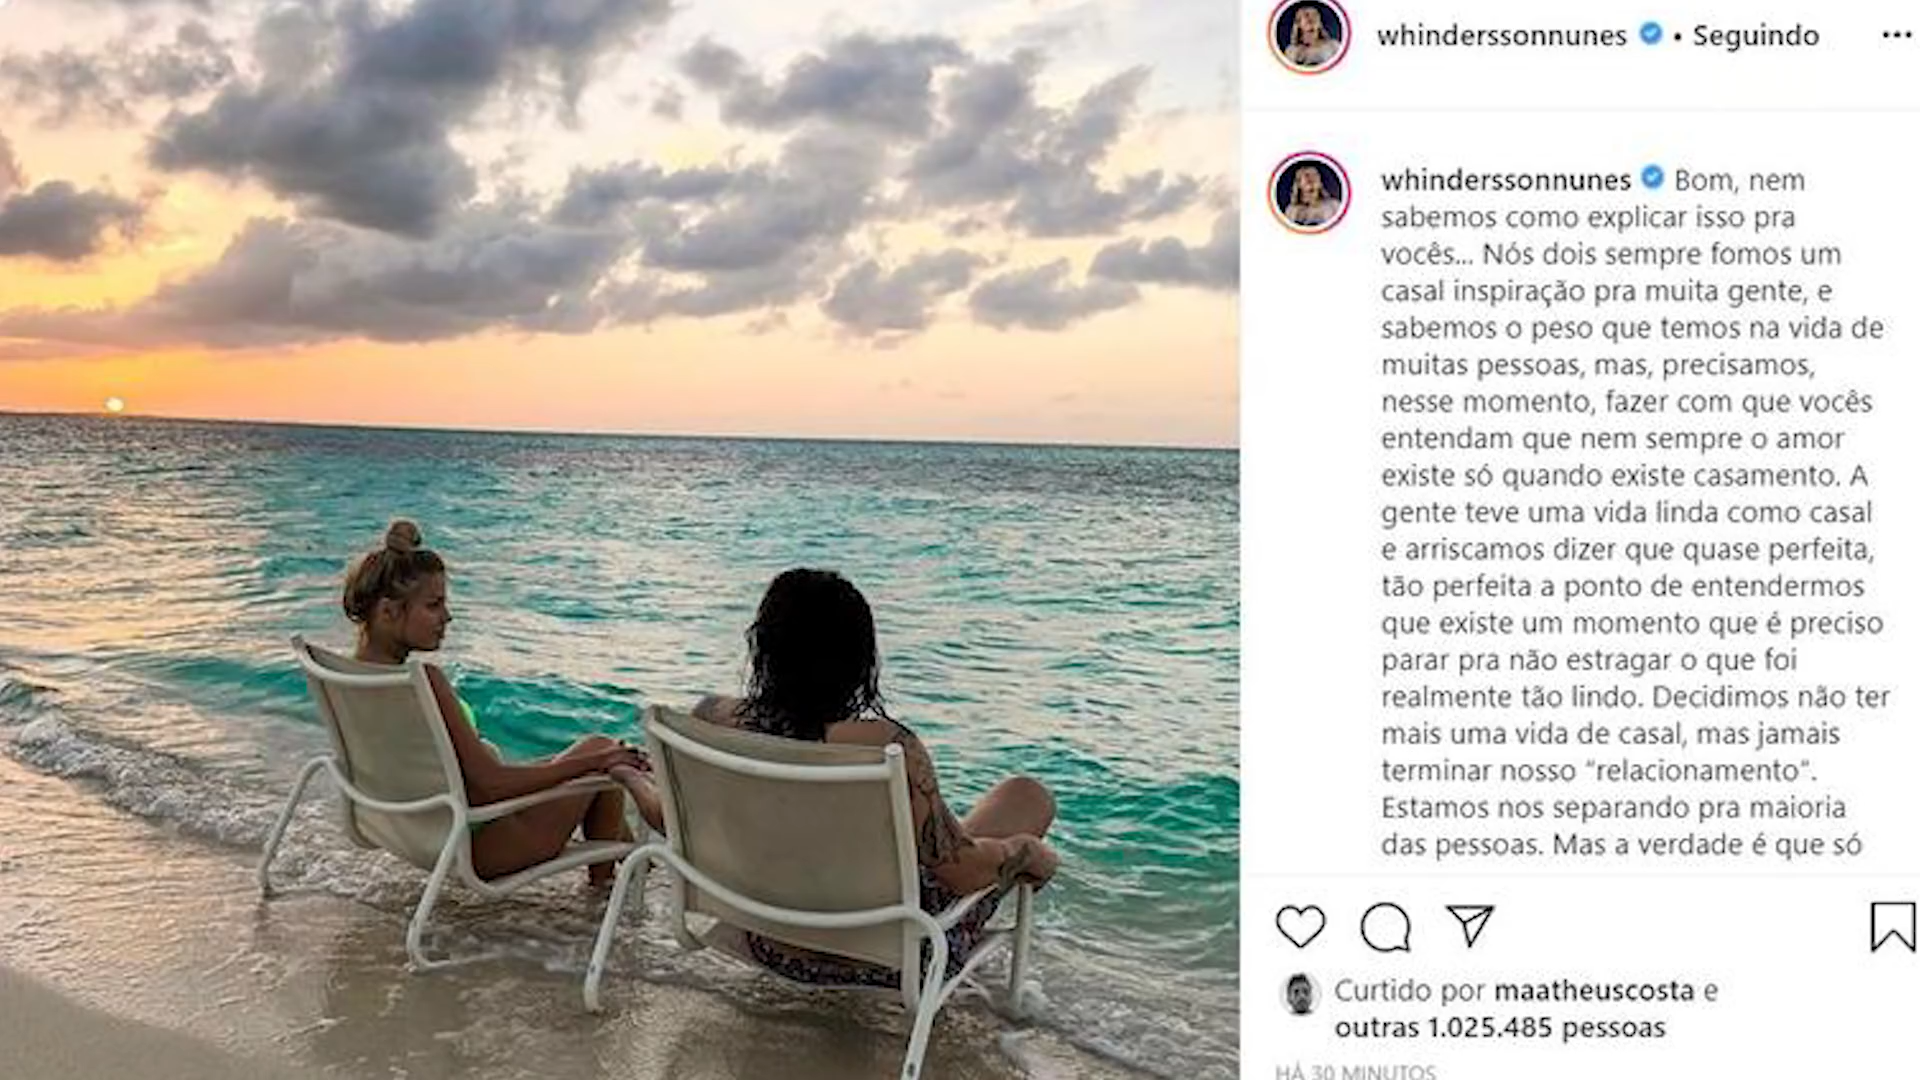 whinderssonnunes • Seguindo
whinderssonnunes Bom, nem
sabemos como explicar isso pra
vocês... Nós dois sempre fomos um
casal inspiração pra muita gente, e
sabemos o peso que temos na vida de
muitas pessoas, mas, precisamos,
nesse momento, fazer com que vocês
entendam que nem sempre o amor
existe só quando existe casamento. A
gente teve uma vida linda como casal
e arriscamos dizer que quase perfeita,
tão perfeita a ponto de entendermos
que existe um momento que é preciso
parar pra não estragar o que foi
realmente tão lindo. Decidimos não ter
mais uma vida de casal, mas jamais
terminar nosso “relacionamento”.
Estamos nos separando pra maioria
das pessoas. Mas a verdade é que só
Curtido por maatheuscosta e
outras 1.025.485 pessoas
HÁ 30 MINUTOS